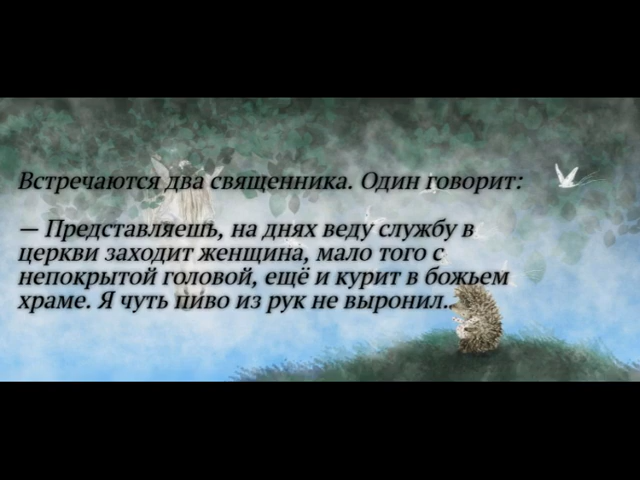 Встречаются два священника. Один говорит:
— Представляешь, на днях веду службу в
церкви заходит женщина, мало того с
непокрытой головой, ещё и курит в божьем
храме. Я чуть пиво из рук не выронил...